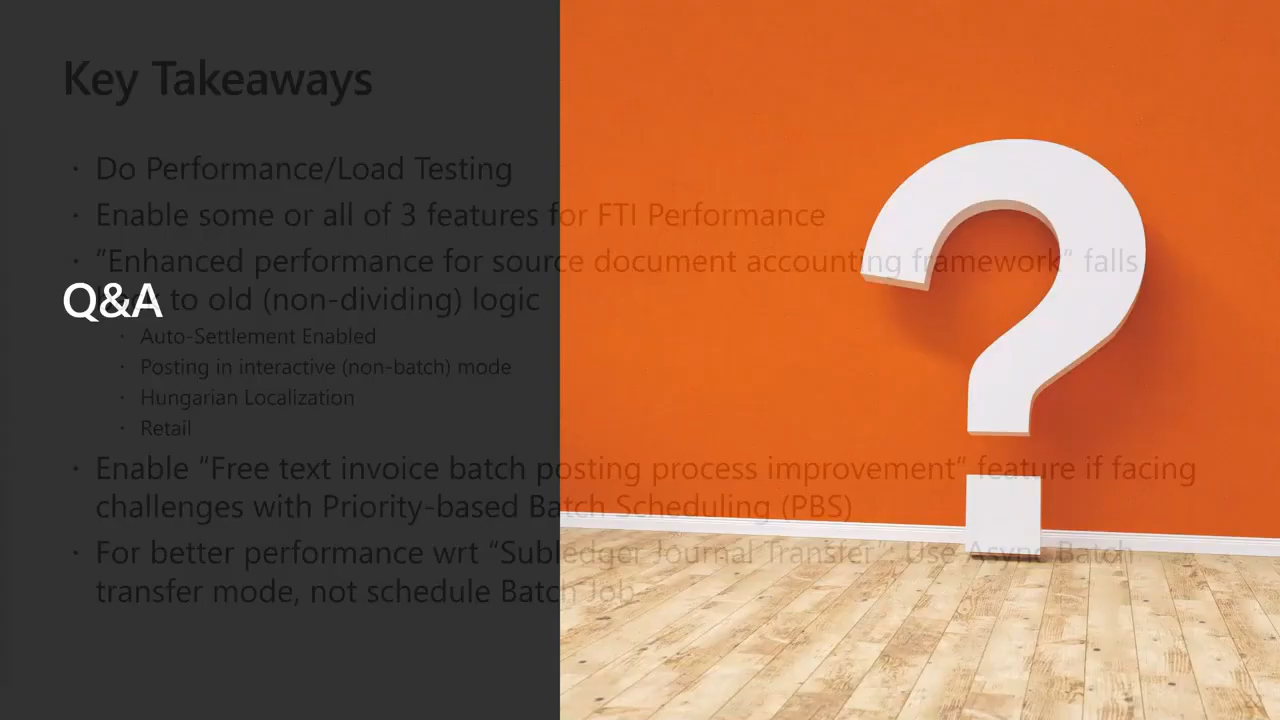 Key Takeaways
· Do Performance/Load Testing
· Enable some or all of 3 features for FTI Performance
· "Enhanced performance for source document accounting framework" falls
to old (non-dividing) logic
Q&A
· Auto-Settlement Enabled
· Posting in interactive (non-batch) mode
· Hungarian Localization
· Retail
· Enable "Free text invoice batch posting process improvement" feature if facing
challenges with Priority-based Batch Scheduling (PBS)
· For better performance wrt "Subledger Journal Transfer". Use Async Batch
transfer mode, not schedule Batch Job.